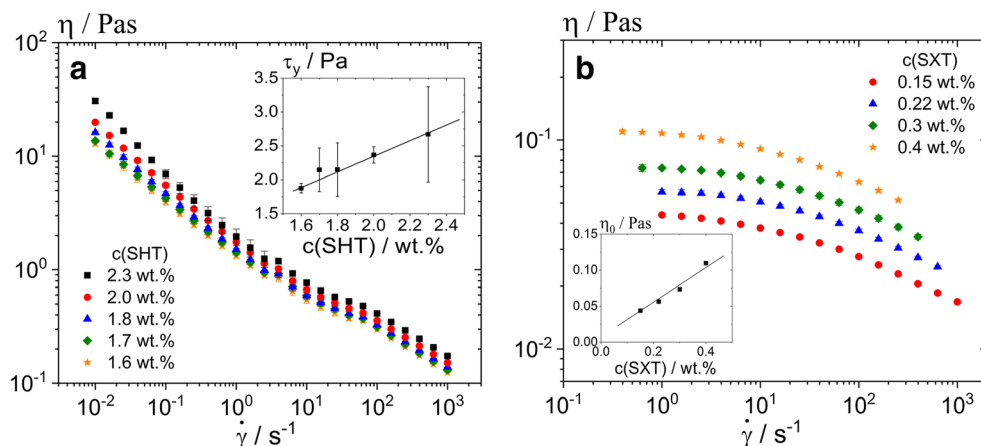 η / Pas
a
10²
10¹
10⁰
10⁻¹
10⁻² 10⁻¹ 10⁰ 10¹ 10² 10³
γ̇ / s⁻¹
c(SHT)
2.3 wt.%
2.0 wt.%
1.8 wt.%
1.7 wt.%
1.6 wt.%
τy / Pa
3.5
3.0
2.5
2.0
1.5
1.6 1.8 2.0 2.2 2.4
c(SHT) / wt.%
η / Pas
b
10⁻¹
10⁻²
10⁰ 10¹ 10² 10³
γ̇ / s⁻¹
c(SXT)
0.15 wt.%
0.22 wt.%
0.3 wt.%
0.4 wt.%
η₀ / Pas
0.15
0.10
0.05
0.00
0.0 0.2 0.4
c(SXT) / wt.%